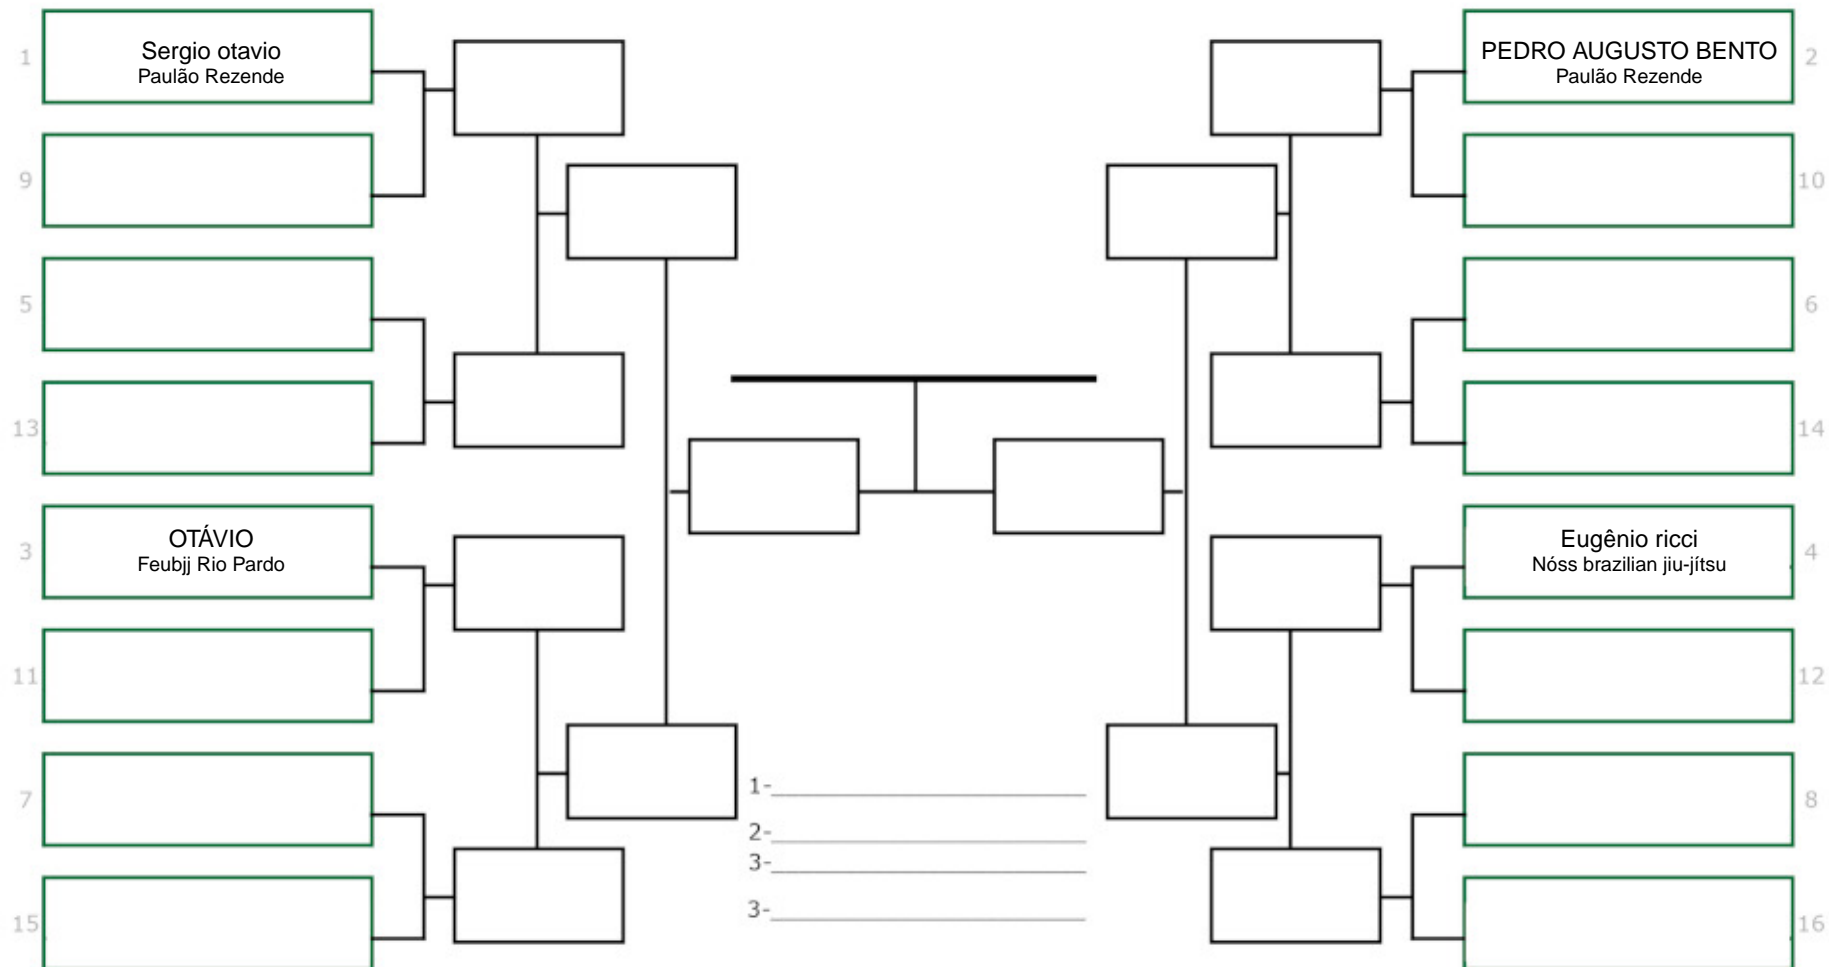 1
Sergio otavio
Paulão Rezende
9
5
13
3
OTÁVIO
Feubjj Rio Pardo
11
7
15
1-
2-
3-
3-
PEDRO AUGUSTO BENTO
Paulão Rezende
2
10
6
14
Eugênio ricci
Nóss brazilian jiu-jítsu
4
12
8
16